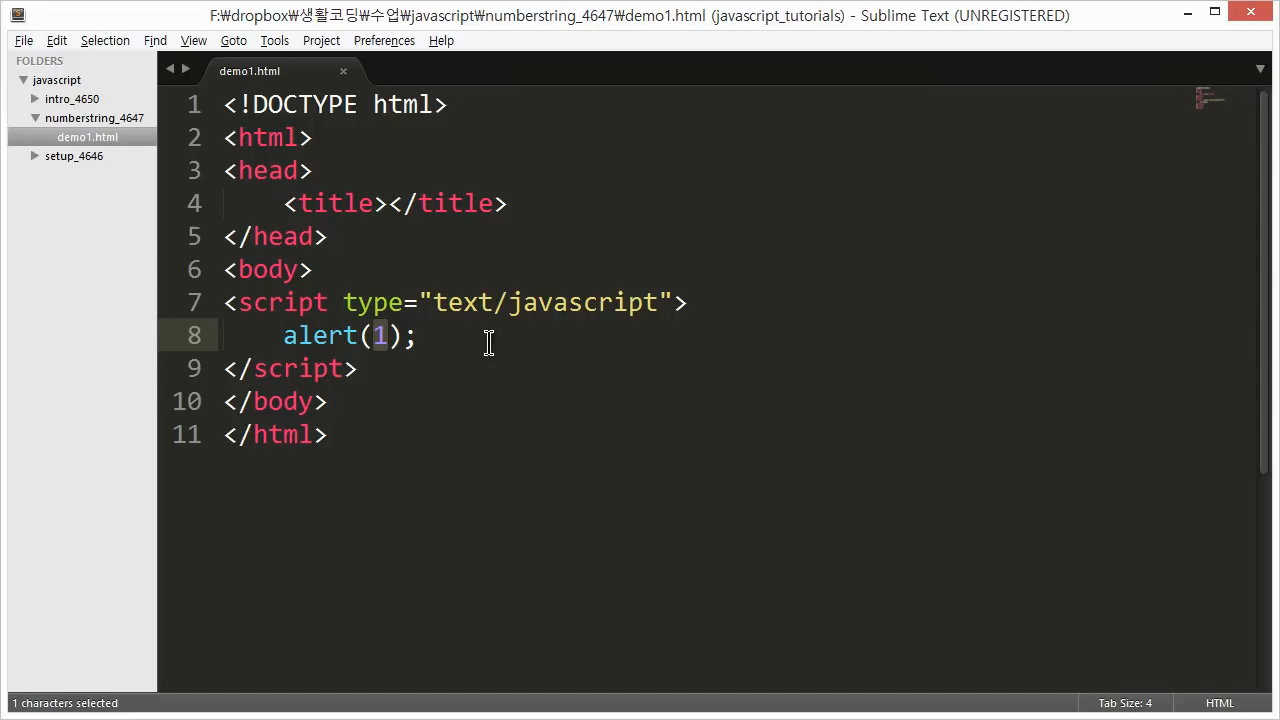 F:₩dropbox₩생활코딩₩수업₩javascript₩numberstring_4647₩demo1.html (javascript_tutorials) - Sublime Text (UNREGISTERED)
File Edit Selection Find View Goto Tools Project Preferences Help
FOLDERS
javascript
intro_4650
numberstring_4647
demo1.html
setup_4646
demo1.html ×
1 <!DOCTYPE html>
2 <html>
3 <head>
4 <title></title>
5 </head>
6 <body>
7 <script type="text/javascript">
8 alert(1);
9 </script>
10 </body>
11 </html>
1 characters selected Tab Size: 4 HTML